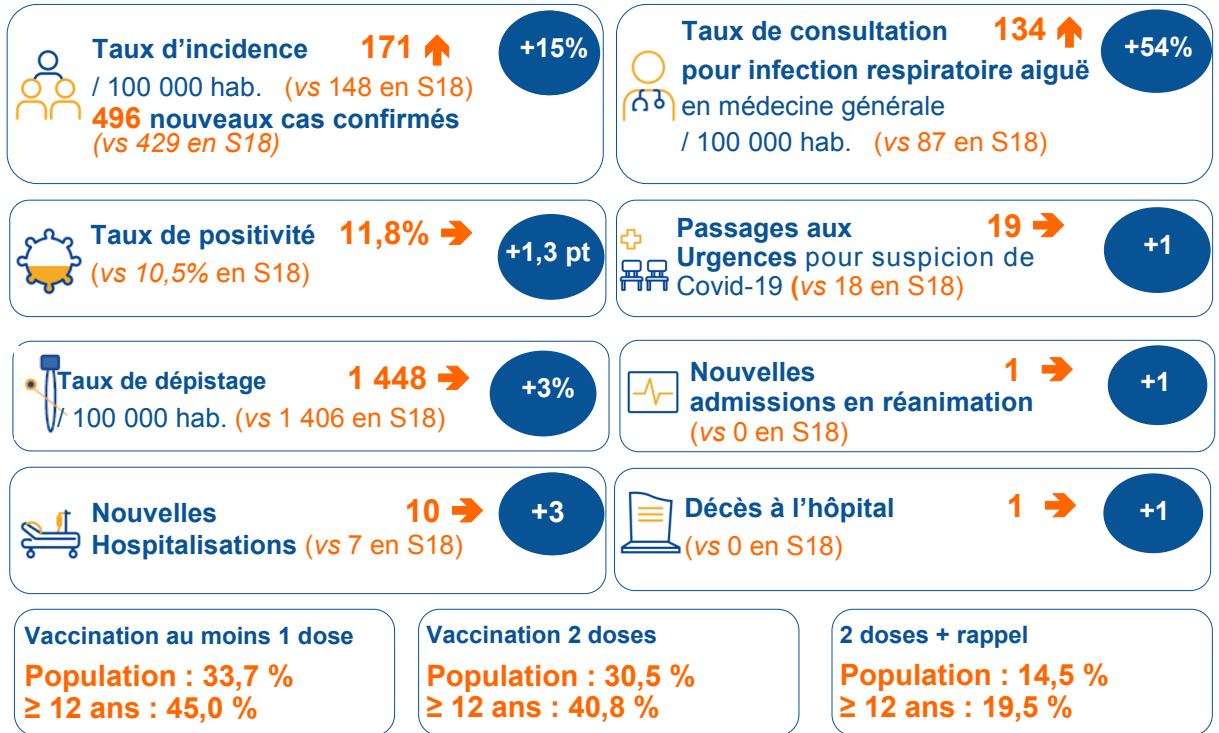 Taux d'incidence 171 +15%
/ 100 000 hab. (vs 148 en S18)
496 nouveaux cas confirmés
(vs 429 en S18)
Taux de consultation 134 +54%
pour infection respiratoire aiguë
en médecine générale
/ 100 000 hab. (vs 87 en S18)
Taux de positivité 11,8% +1,3 pt
(vs 10,5% en S18)
Passages aux 19 +1
Urgences pour suspicion de
Covid-19 (vs 18 en S18)
Taux de dépistage 1 448 +3%
/ 100 000 hab. (vs 1 406 en S18)
Nouvelles 1 +1
admissions en réanimation
(vs 0 en S18)
Nouvelles 10 +3
Hospitalisations (vs 7 en S18)
Décès à l'hôpital 1 +1
(vs 0 en S18)
Vaccination au moins 1 dose
Population : 33,7 %
≥ 12 ans : 45,0 %
Vaccination 2 doses
Population : 30,5 %
≥ 12 ans : 40,8 %
2 doses + rappel
Population : 14,5 %
≥ 12 ans : 19,5 %